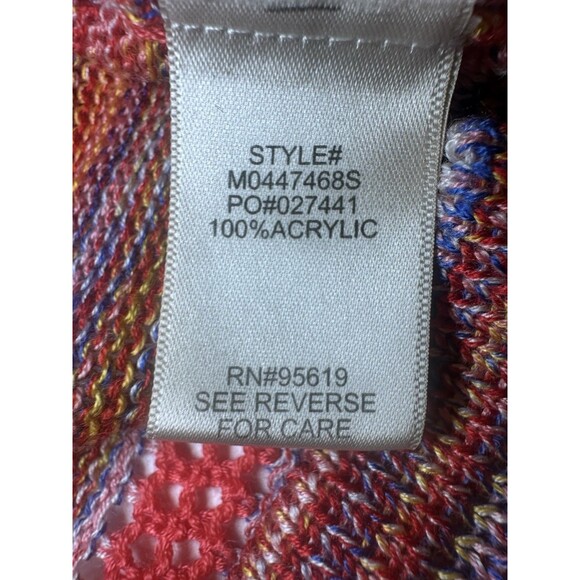 STYLE#
M0447468S
PO#027441
100%ACRYLIC
RN#95619
SEE REVERSE
FOR CARE